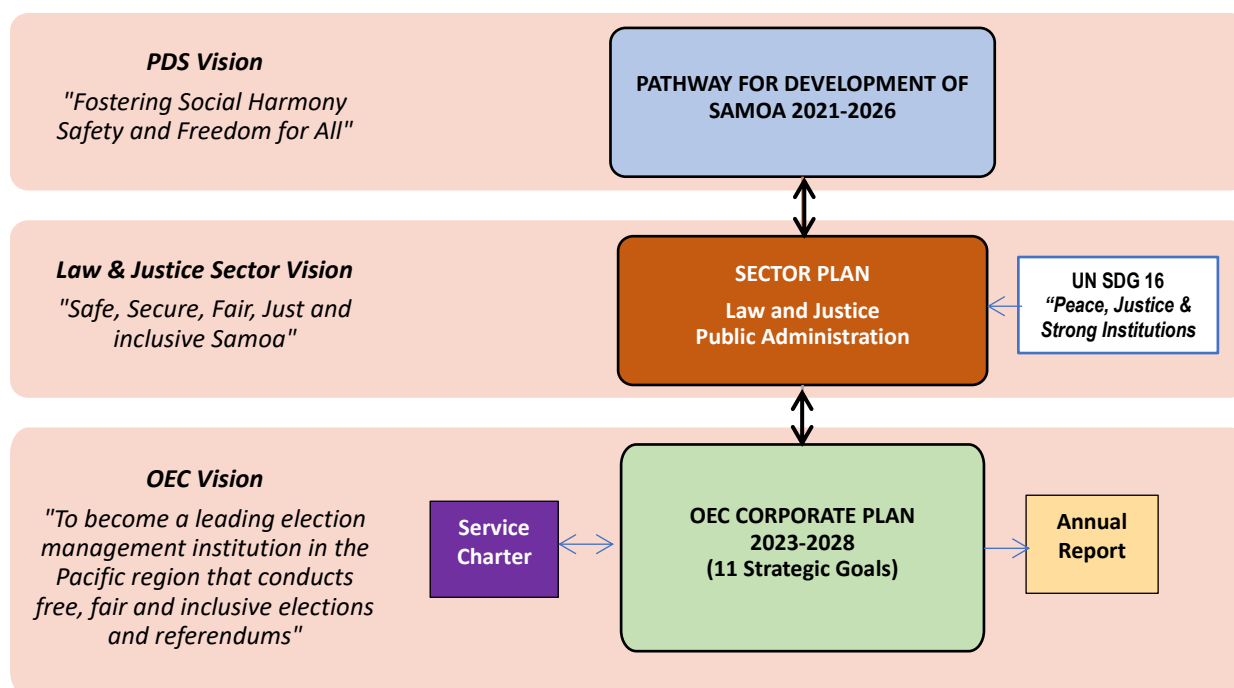 PDS Vision
"Fostering Social Harmony
Safety and Freedom for All"
PATHWAY FOR DEVELOPMENT OF
SAMOA 2021-2026
Law & Justice Sector Vision
"Safe, Secure, Fair, Just and
inclusive Samoa"
SECTOR PLAN
Law and Justice
Public Administration
UN SDG 16
“Peace, Justice &
Strong Institutions
OEC Vision
"To become a leading election
management institution in the
Pacific region that conducts
free, fair and inclusive elections
and referendums"
Service
Charter
OEC CORPORATE PLAN
2023-2028
(11 Strategic Goals)
Annual
Report